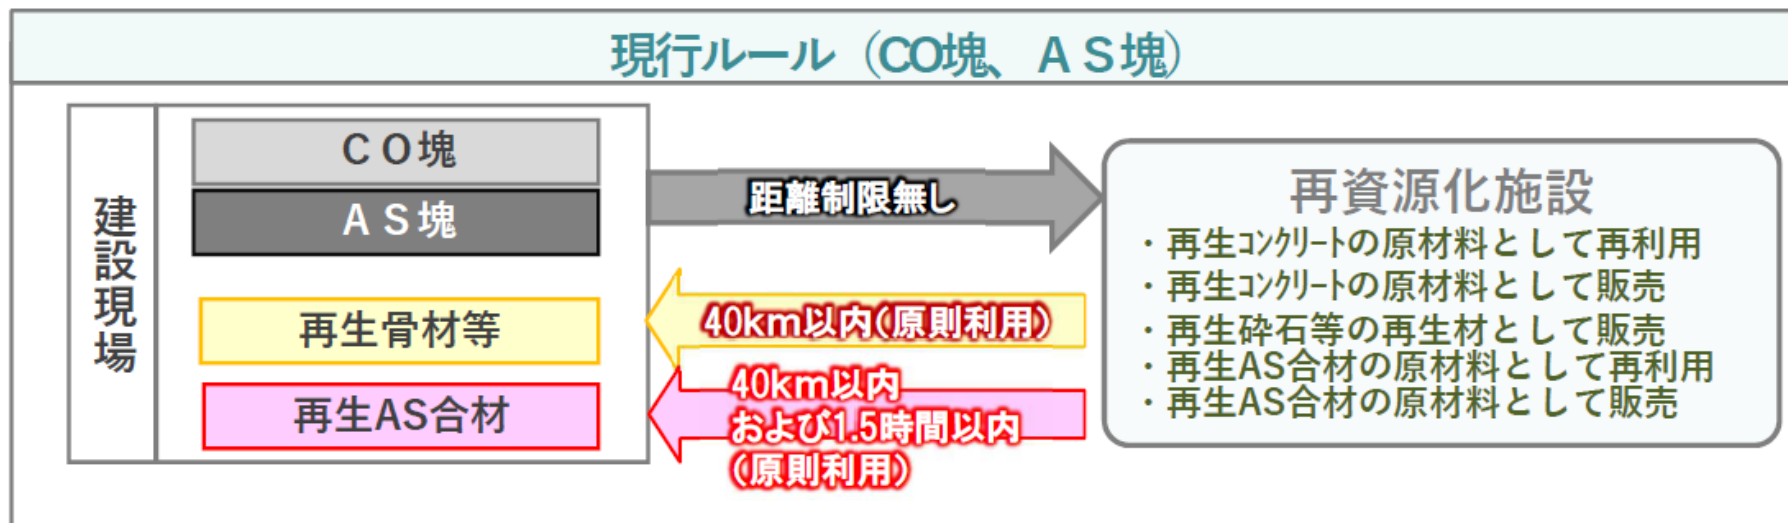 現行ルール（CO塊、ＡＳ塊）
建設現場
ＣＯ塊
ＡＳ塊
距離制限無し
再生骨材等
40km以内(原則利用)
再生AS合材
40km以内
および1.5時間以内
(原則利用)
再資源化施設
・再生ｺﾝｸﾘｰﾄの原材料として再利用
・再生ｺﾝｸﾘｰﾄの原材料として販売
・再生砕石等の再生材として販売
・再生AS合材の原材料として再利用
・再生AS合材の原材料として販売